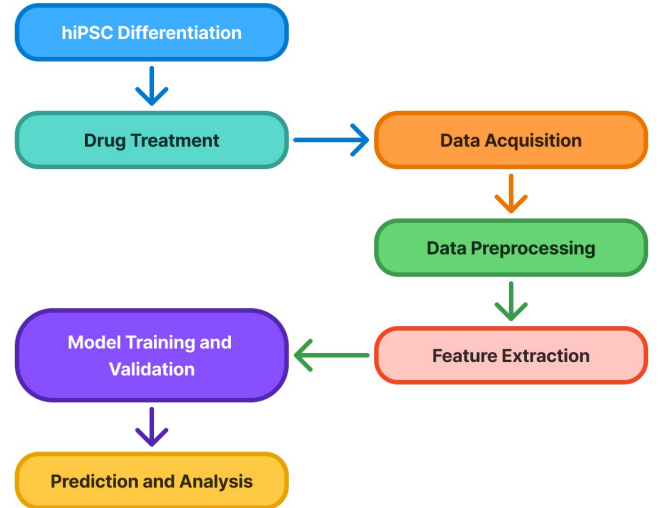 hiPSC Differentiation
Drug Treatment
Data Acquisition
Data Preprocessing
Feature Extraction
Model Training and
Validation
Prediction and Analysis